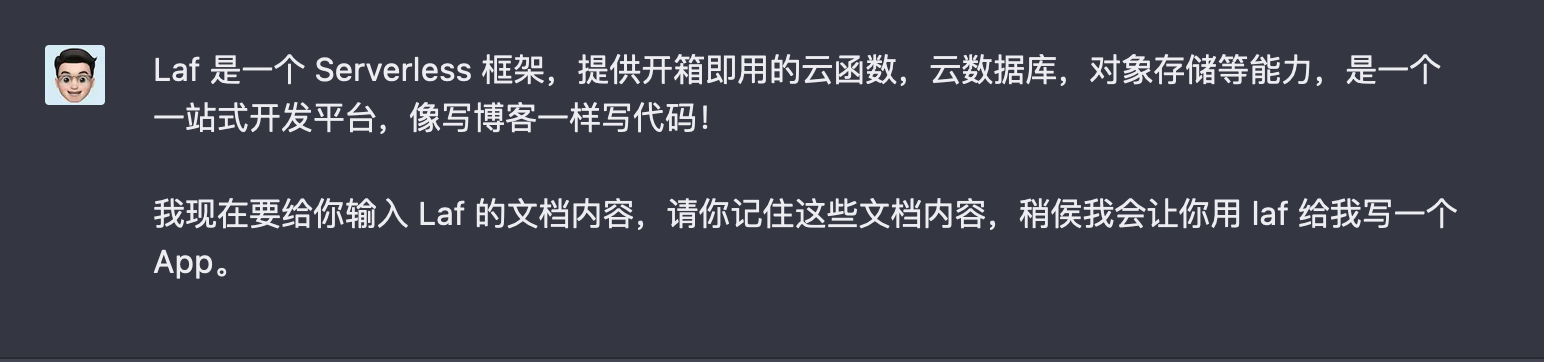 Laf 是一个 Serverless 框架，提供开箱即用的云函数，云数据库，对象存储等能力，是一个
一站式开发平台，像写博客一样写代码！
我现在要给你输入 Laf 的文档内容，请你记住这些文档内容，稍侯我会让你用 laf 给我写一个
App。